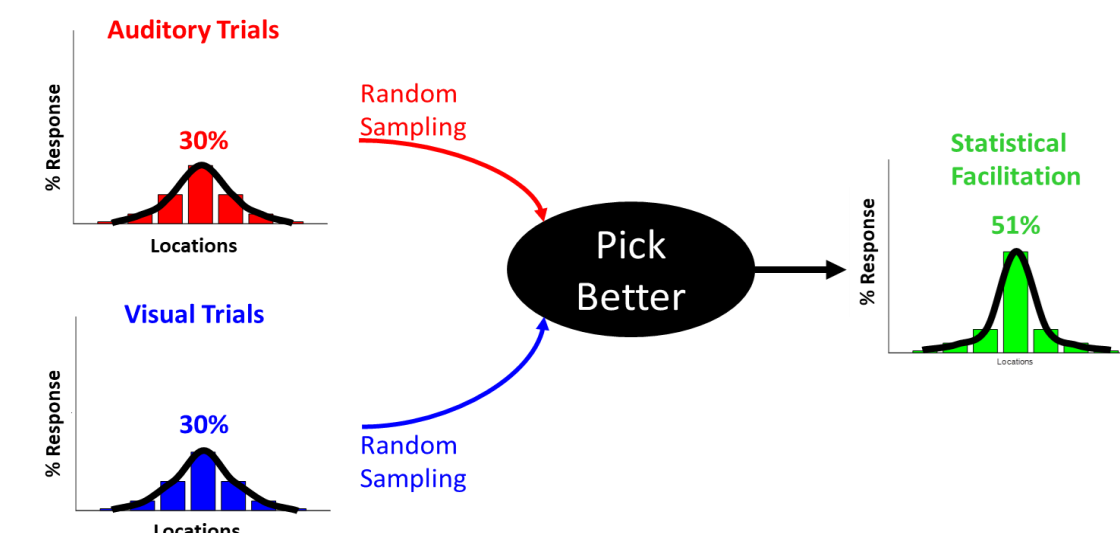 Auditory Trials
% Response
30%
Locations
Random
Sampling
Visual Trials
% Response
30%
Locations
Random
Sampling
Pick
Better
Statistical
Facilitation
% Response
51%
Locations